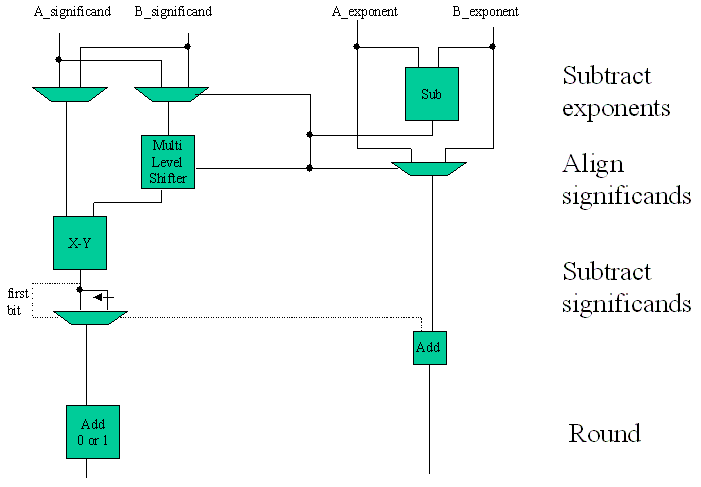 A_significand B_significand A_exponent B_exponent
Subtract
exponents
Sub
Multi
Level
Shifter
Align
significands
X-Y
Subtract
significands
first
bit
Add
Add
0 or 1
Round